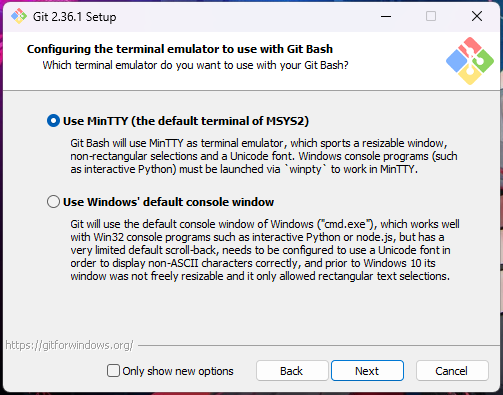 Git 2.36.1 Setup
Configuring the terminal emulator to use with Git Bash
Which terminal emulator do you want to use with your Git Bash?
Use MinTTY (the default terminal of MSYS2)
Git Bash will use MinTTY as terminal emulator, which sports a resizable window,
non-rectangular selections and a Unicode font. Windows console programs (such
as interactive Python) must be launched via `winpty` to work in MinTTY.
Use Windows' default console window
Git will use the default console window of Windows ("cmd.exe"), which works well
with Win32 console programs such as interactive Python or node.js, but has a
very limited default scroll-back, needs to be configured to use a Unicode font in
order to display non-ASCII characters correctly, and prior to Windows 10 its
window was not freely resizable and it only allowed rectangular text selections.
https://gitforwindows.org/
Only show new options
Back
Next
Cancel